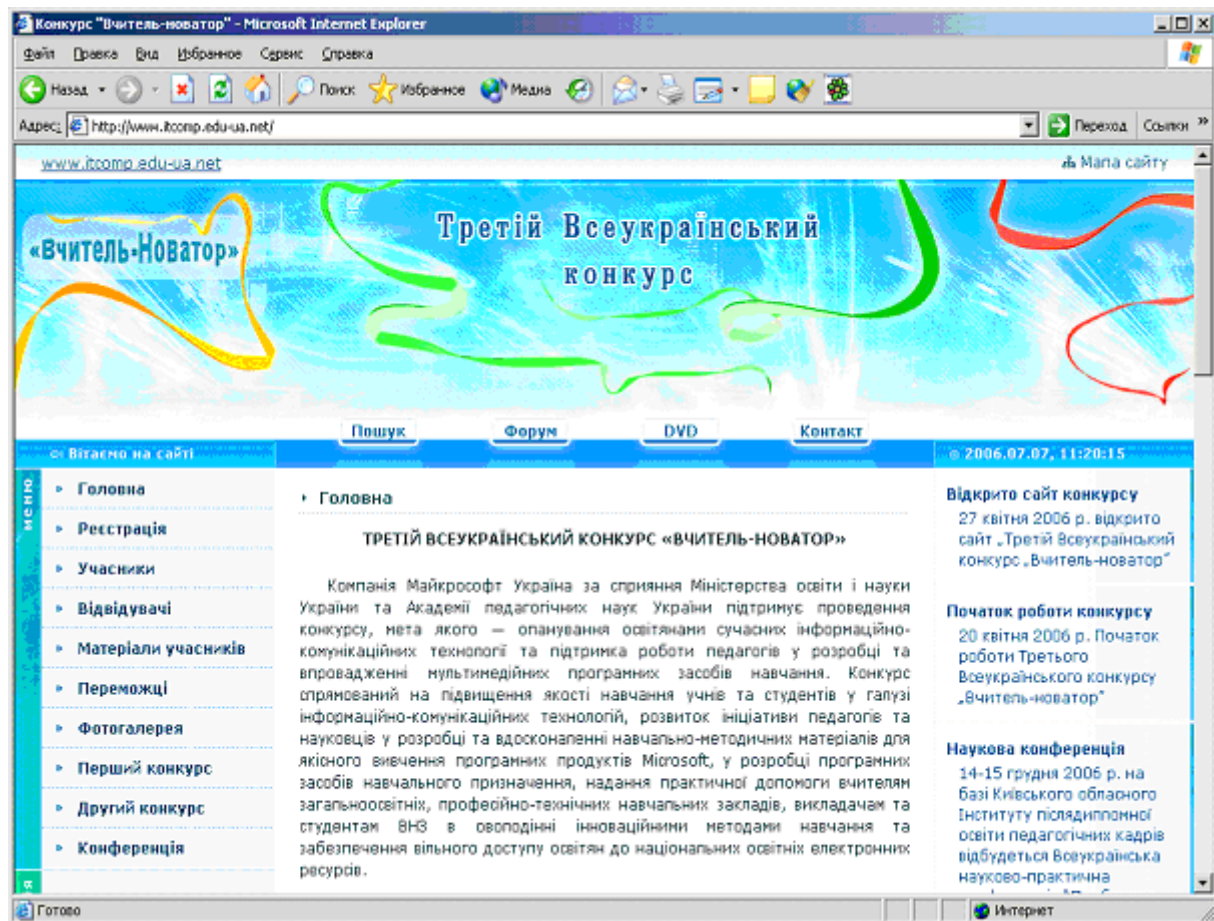 Конкурс "Вчитель-новатор" - Microsoft Internet Explorer
Файл Правка Вид Избранное Сервис Справка
Назад Поиск Избранное Медиа
Адрес: http://www.itcomp.edu-ua.net/ Переход Ссылки »
www.itcomp.edu-ua.net Мапа сайту
«Вчитель-Новатор»
Третій Всеукраїнський
конкурс
Пошук Форум DVD Контакт
Вітаємо на сайті
2006.07.07, 11:20:15
меню
Головна
Реєстрація
Учасники
Відвідувачі
Матеріали учасників
Переможці
Фотогалерея
Перший конкурс
Другий конкурс
Конференція
Головна
ТРЕТІЙ ВСЕУКРАЇНСЬКИЙ КОНКУРС «ВЧИТЕЛЬ-НОВАТОР»
Компанія Майкрософт Україна за сприяння Міністерства освіти і науки
України та Академії педагогічних наук України підтримує проведення
конкурсу, мета якого — опанування освітянами сучасних інформаційно-
комунікаційних технології та підтримка роботи педагогів у розробці та
впровадженні мультимедійних програмних засобів навчання. Конкурс
спрямований на підвищення якості навчання учнів та студентів у галузі
інформаційно-комунікаційних технологій, розвиток ініціативи педагогів та
науковців у розробці та вдосконаленні навчально-методичних матеріалів для
якісного вивчення програмних продуктів Microsoft, у розробці програмних
засобів навчального призначення, надання практичної допомоги вчителям
загальноосвітніх, професійно-технічних навчальних закладів, викладачам та
студентам ВНЗ в оволодінні інноваційними методами навчання та
забезпечення вільного доступу освітян до національних освітніх електронних
ресурсів.
Відкрито сайт конкурсу
27 квітня 2006 р. відкрито
сайт „Третій Всеукраїнський
конкурс „Вчитель-новатор"
Початок роботи конкурсу
20 квітня 2006 р. Початок
роботи Третього
Всеукраїнського конкурсу
„Вчитель-новатор"
Наукова конференція
14-15 грудня 2006 р. на
базі Київського обласного
Інституту післядипломної
освіти педагогічних кадрів
відбудеться Всеукраїнська
науково-практична
Готово Интернет